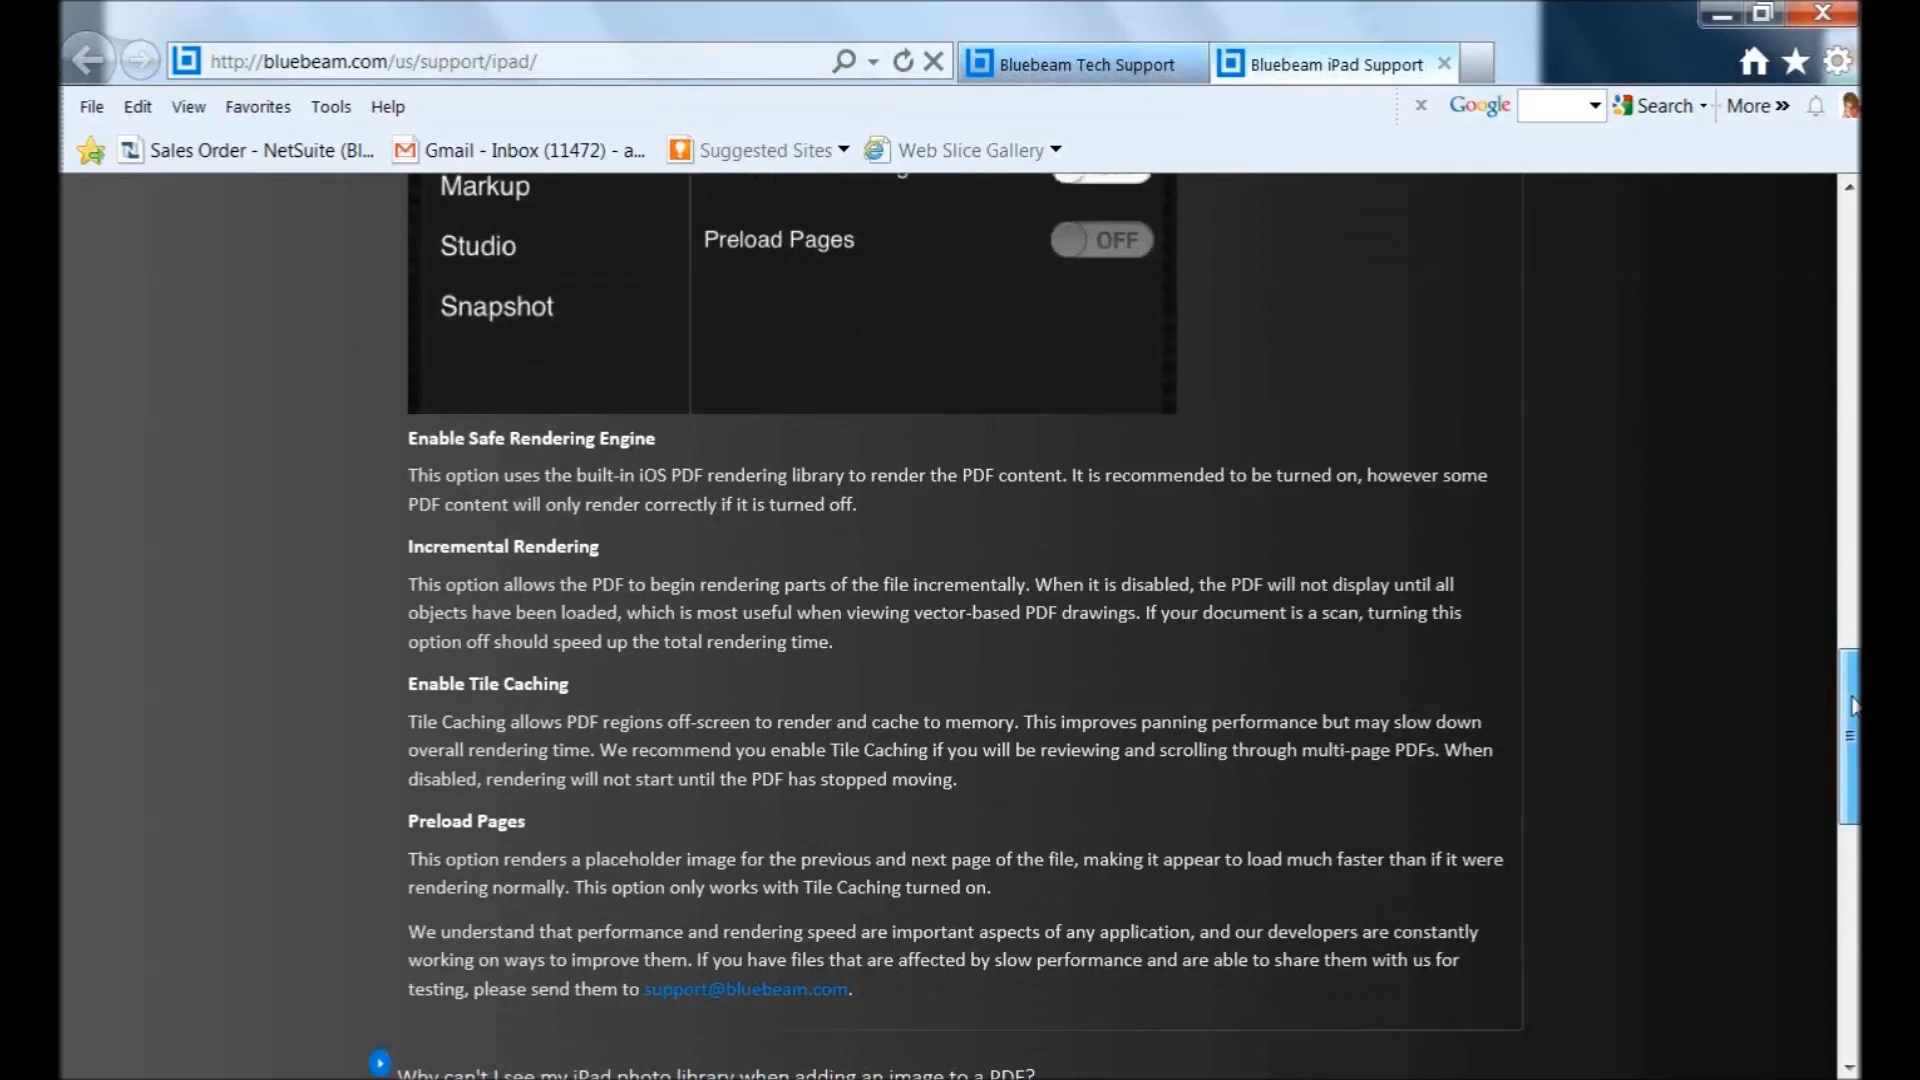 http://bluebeam.com/us/support/ipad/
Bluebeam Tech Support
Bluebeam iPad Support
File Edit View Favorites Tools Help
x Google Search More »
Sales Order - NetSuite (Bl...
Gmail - Inbox (11472) - a...
Suggested Sites
Web Slice Gallery
Markup
Studio
Preload Pages OFF
Snapshot
Enable Safe Rendering Engine
This option uses the built-in iOS PDF rendering library to render the PDF content. It is recommended to be turned on, however some
PDF content will only render correctly if it is turned off.
Incremental Rendering
This option allows the PDF to begin rendering parts of the file incrementally. When it is disabled, the PDF will not display until all
objects have been loaded, which is most useful when viewing vector-based PDF drawings. If your document is a scan, turning this
option off should speed up the total rendering time.
Enable Tile Caching
Tile Caching allows PDF regions off-screen to render and cache to memory. This improves panning performance but may slow down
overall rendering time. We recommend you enable Tile Caching if you will be reviewing and scrolling through multi-page PDFs. When
disabled, rendering will not start until the PDF has stopped moving.
Preload Pages
This option renders a placeholder image for the previous and next page of the file, making it appear to load much faster than if it were
rendering normally. This option only works with Tile Caching turned on.
We understand that performance and rendering speed are important aspects of any application, and our developers are constantly
working on ways to improve them. If you have files that are affected by slow performance and are able to share them with us for
testing, please send them to support@bluebeam.com.
Why can't I see my iPad photo library when adding an image to a PDF?